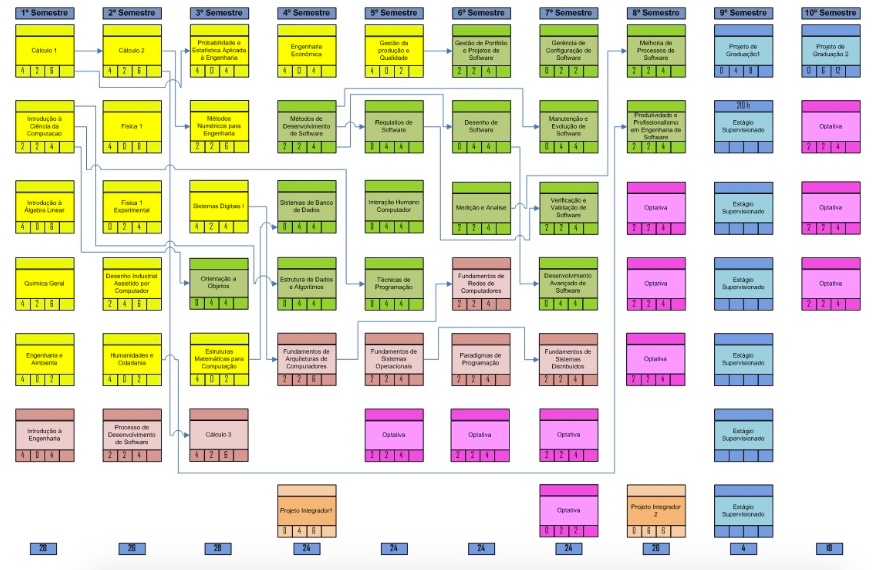 1º Semestre
2º Semestre
3º Semestre
4º Semestre
5º Semestre
6º Semestre
7º Semestre
8º Semestre
9º Semestre
10º Semestre
Cálculo 1
4 2 6
Cálculo 2
4 2 6
Probabilidade e
Estatística Aplicada
à Engenharia
4 0 4
Engenharia
Econômica
4 0 4
Gestão da
produção e
Qualidade
4 0 2
Gestão de Portfólio
e Projetos de
Software
2 2 4
Gerência de
Configuração de
Software
0 2 2
Melhoria de
Processos de
Software
2 2 4
Projeto de
Graduação1
0 4 8
Projeto de
Graduação 2
0 6 12
Introdução à
Ciência da
Computacao
2 2 4
Física 1
4 0 6
Métodos
Numéricos para
Engenharia
2 2 6
Métodos de
Desenvolvimento
de Software
2 2 4
Requisitos de
Software
2 2 4
Desenho de
Software
2 2 4
Manutenção e
Evolução de
Software
2 2 4
Produtividade e
Profissionalismo
em Engenharia de
Software
2 2 4
210 h
Estágio
Supervisionado
Optativa
2 2 4
Introdução à
Álgebra Linear
4 0 6
Física 1
Experimental
0 2 4
Sistemas Digitais I
4 2 4
Sistemas de Banco
de Dados
0 4 4
Interação Humano
Computador
0 4 4
Medição e Analise
2 2 4
Verificação e
Validação de
Software
2 2 4
Optativa
2 2 4
Estágio
Supervisionado
Optativa
2 2 4
Química Geral
4 2 6
Desenho Industrial
Assistido por
Computador
2 4 6
Orientação a
Objetos
0 4 4
Estrutura de Dados
e Algoritmos
0 4 4
Técnicas de
Programação
0 4 4
Fundamentos de
Redes de
Computadores
2 2 4
Desenvolvimento
Avançado de
Software
0 4 4
Optativa
2 2 4
Estágio
Supervisionado
Optativa
2 2 4
Engenharia e
Ambiente
4 0 2
Humanidades e
Cidadania
4 0 2
Estruturas
Matemáticas para
Computação
4 0 2
Fundamentos de
Arquiteturas de
Computadores
2 2 6
Fundamentos de
Sistemas
Operacionais
2 2 4
Paradigmas de
Programação
2 2 4
Fundamentos de
Sistemas
Distribuídos
2 2 4
Optativa
2 2 4
Estágio
Supervisionado
Introdução à
Engenharia
4 0 4
Processo de
Desenvolvimento
de Software
2 2 4
Cálculo 3
4 2 6
Optativa
2 2 4
Optativa
2 2 4
Optativa
2 2 4
Estágio
Supervisionado
Projeto Integrador1
0 4 6
Optativa
0 2 2
Projeto Integrador
2
0 6 6
Estágio
Supervisionado
28
26
28
24
24
24
24
26
4
18